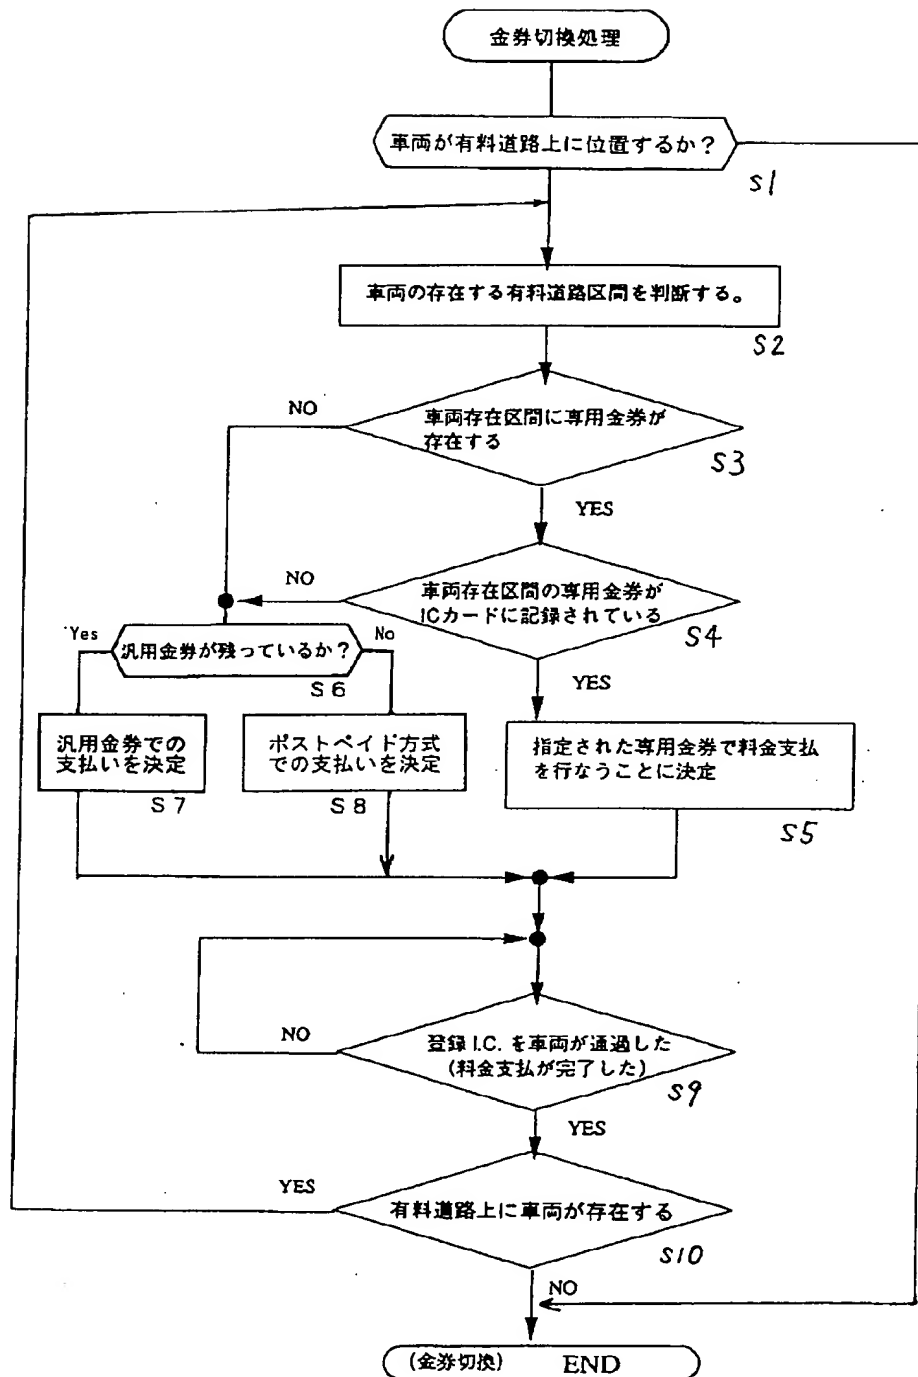 金券切換処理
車両が有料道路上に位置するか？
S1
車両の存在する有料道路区間を判断する。
S2
NO
車両存在区間に専用金券が
存在する
S3
YES
NO
車両存在区間の専用金券が
ICカードに記録されている
S4
Yes
No
汎用金券が残っているか？
S6
YES
汎用金券での
支払いを決定
S7
ポストペイド方式
での支払いを決定
S8
指定された専用金券で料金支払
を行なうことに決定
S5
NO
登録 I.C. を車両が通過した
(料金支払が完了した)
S9
YES
YES
有料道路上に車両が存在する
S10
NO
(金券切換) END